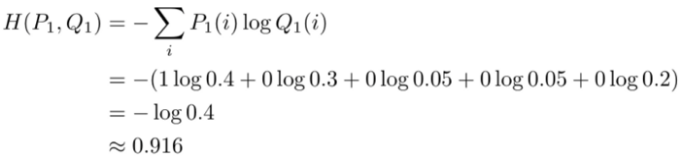 H(P₁, Q₁) = − ∑ᵢ P₁(i) log Q₁(i)
= −(1 log 0.4 + 0 log 0.3 + 0 log 0.05 + 0 log 0.05 + 0 log 0.2)
= − log 0.4
≈ 0.916